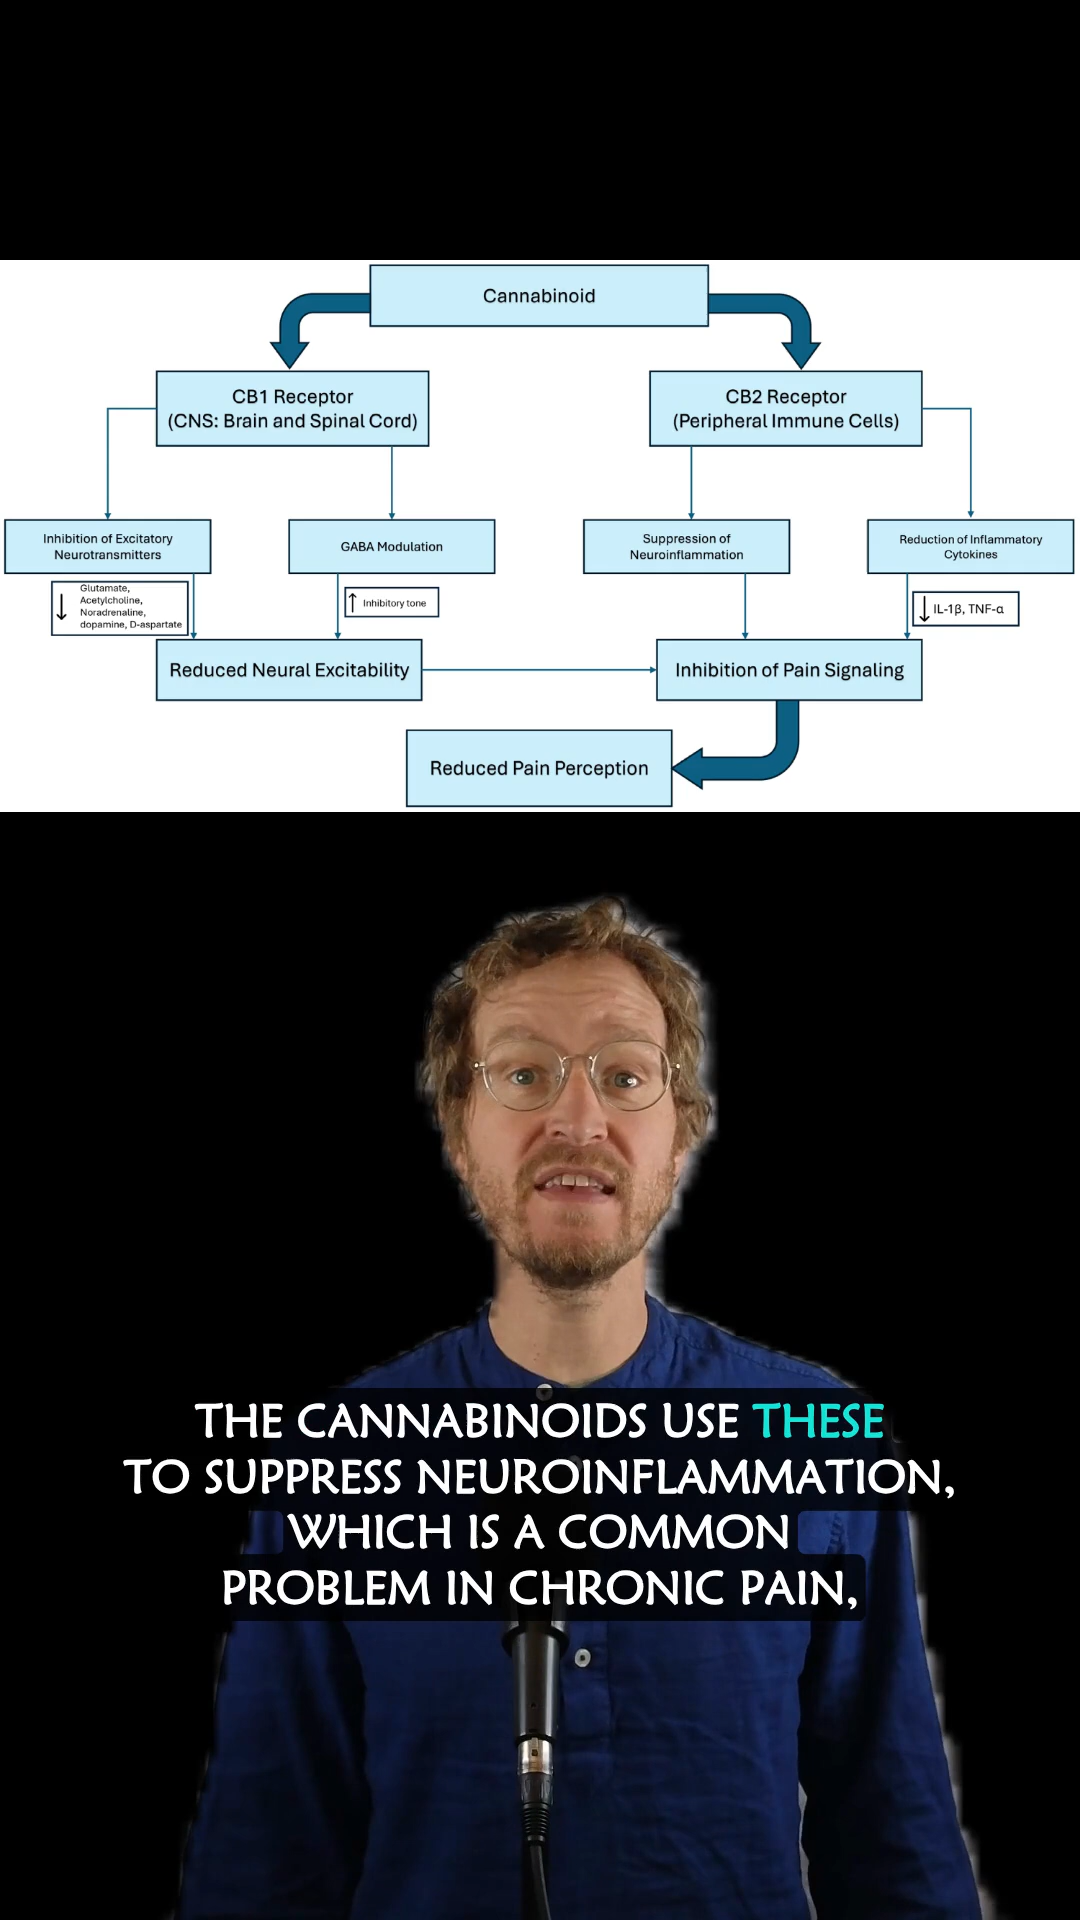 Cannabinoid
CB1 Receptor
(CNS: Brain and Spinal Cord)
CB2 Receptor
(Peripheral Immune Cells)
Inhibition of Excitatory
Neurotransmitters
GABA Modulation
Suppression of
Neuroinflammation
Reduction of Inflammatory
Cytokines
Glutamate,
Acetylcholine,
Noradrenaline,
dopamine, D-aspartate
Inhibitory tone
IL-1β, TNF-α
Reduced Neural Excitability
Inhibition of Pain Signaling
Reduced Pain Perception
THE CANNABINOIDS USE THESE
TO SUPPRESS NEUROINFLAMMATION,
WHICH IS A COMMON
PROBLEM IN CHRONIC PAIN,